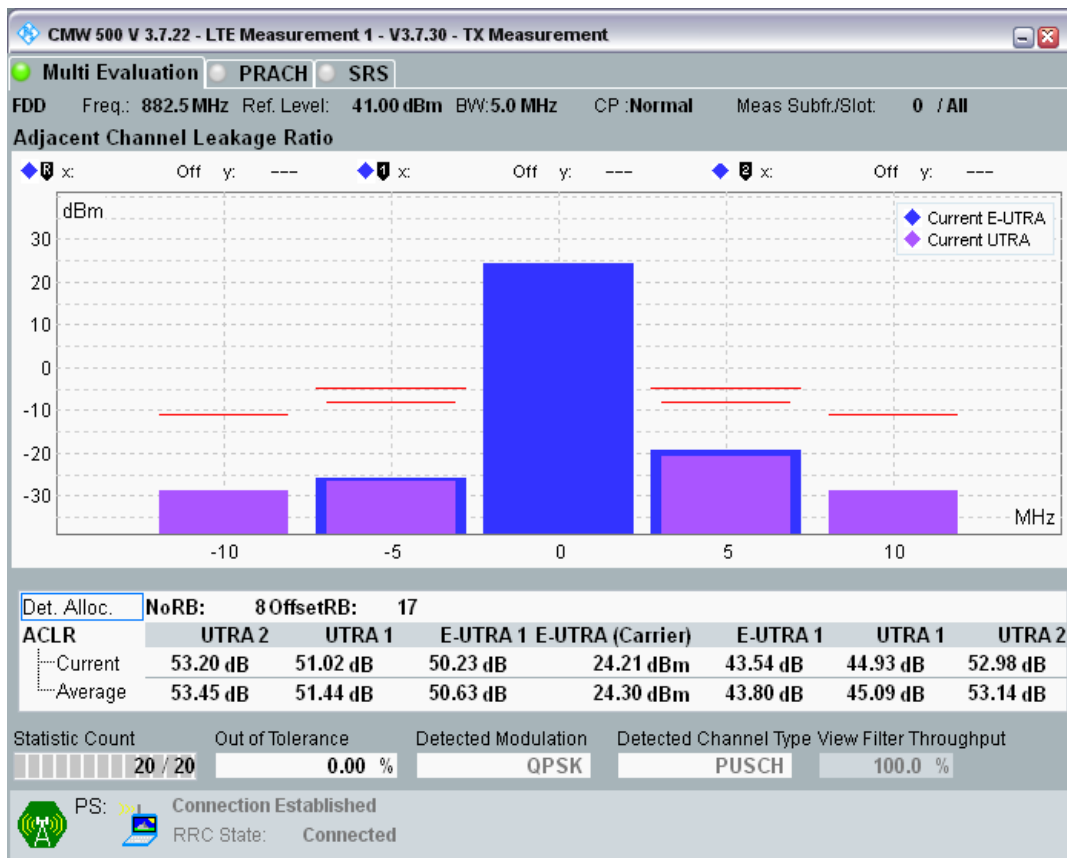 CMW 500 V 3.7.22 - LTE Measurement 1 - V3.7.30 - TX Measurement
Multi Evaluation PRACH SRS
FDD Freq.: 882.5 MHz Ref. Level: 41.00 dBm BW:5.0 MHz CP :Normal Meas Subfr./Slot: 0 / All
Adjacent Channel Leakage Ratio
R x: Off y: --- 1 x: Off y: --- 2 x: Off y: ---
dBm
Current E-UTRA
Current UTRA
30
20
10
0
-10
-20
-30
MHz
-10 -5 0 5 10
Det. Alloc. NoRB: 8 OffsetRB: 17
ACLR UTRA 2 UTRA 1 E-UTRA 1 E-UTRA (Carrier) E-UTRA 1 UTRA 1 UTRA 2
Current 53.20 dB 51.02 dB 50.23 dB 24.21 dBm 43.54 dB 44.93 dB 52.98 dB
Average 53.45 dB 51.44 dB 50.63 dB 24.30 dBm 43.80 dB 45.09 dB 53.14 dB
Statistic Count Out of Tolerance Detected Modulation Detected Channel Type View Filter Throughput
20 / 20 0.00 % QPSK PUSCH 100.0 %
PS: Connection Established
RRC State: Connected